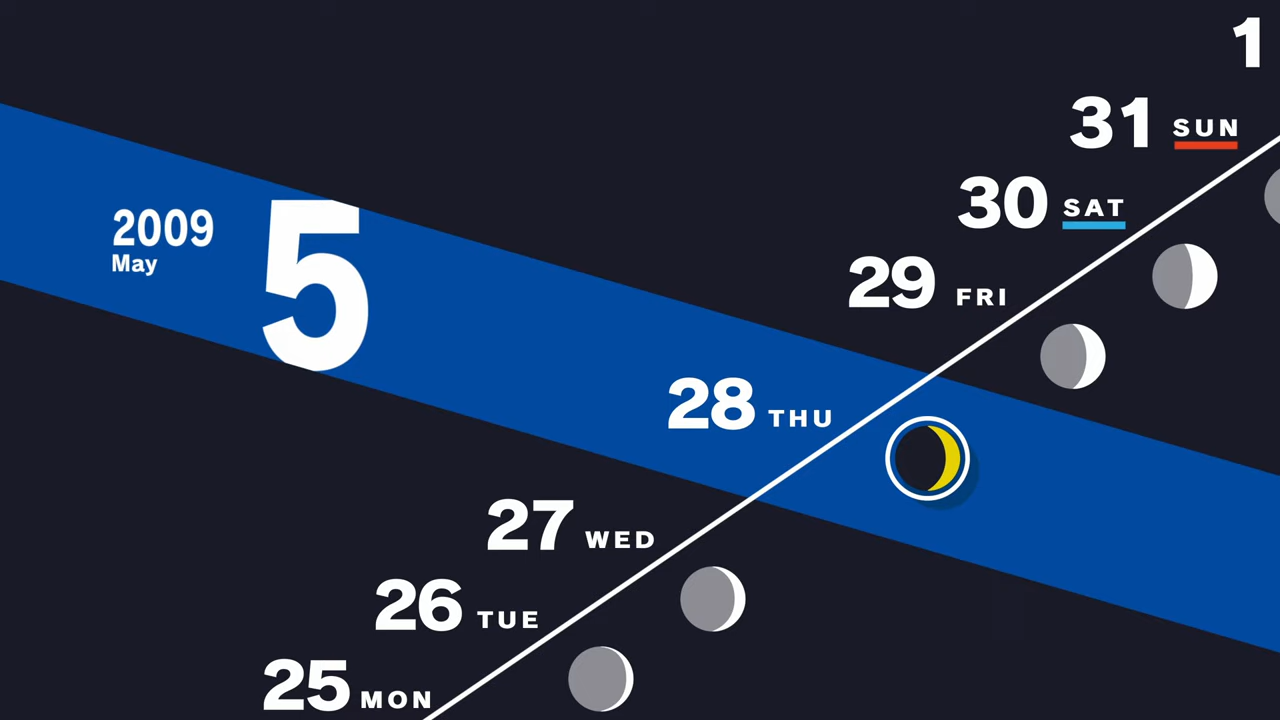 1
31 SUN
30 SAT
2009
May
5
29 FRI
28 THU
27 WED
26 TUE
25 MON